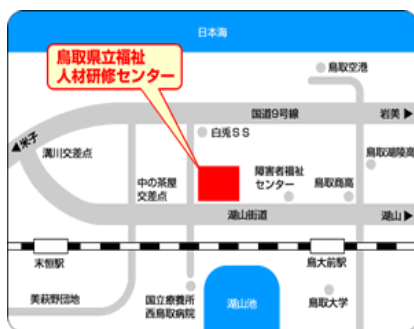 日本海
鳥取県立福祉
人材研修センター
鳥取空港
国道9号線
岩美▶
◀米子
白兎SS
溝川交差点
鳥取湖陵高
中の茶屋
交差点
障害者福祉
センター
鳥取商高
湖山街道
湖山▶
末恒駅
鳥大前駅
美萩野団地
国立療養所
西鳥取病院
湖山池
鳥取大学